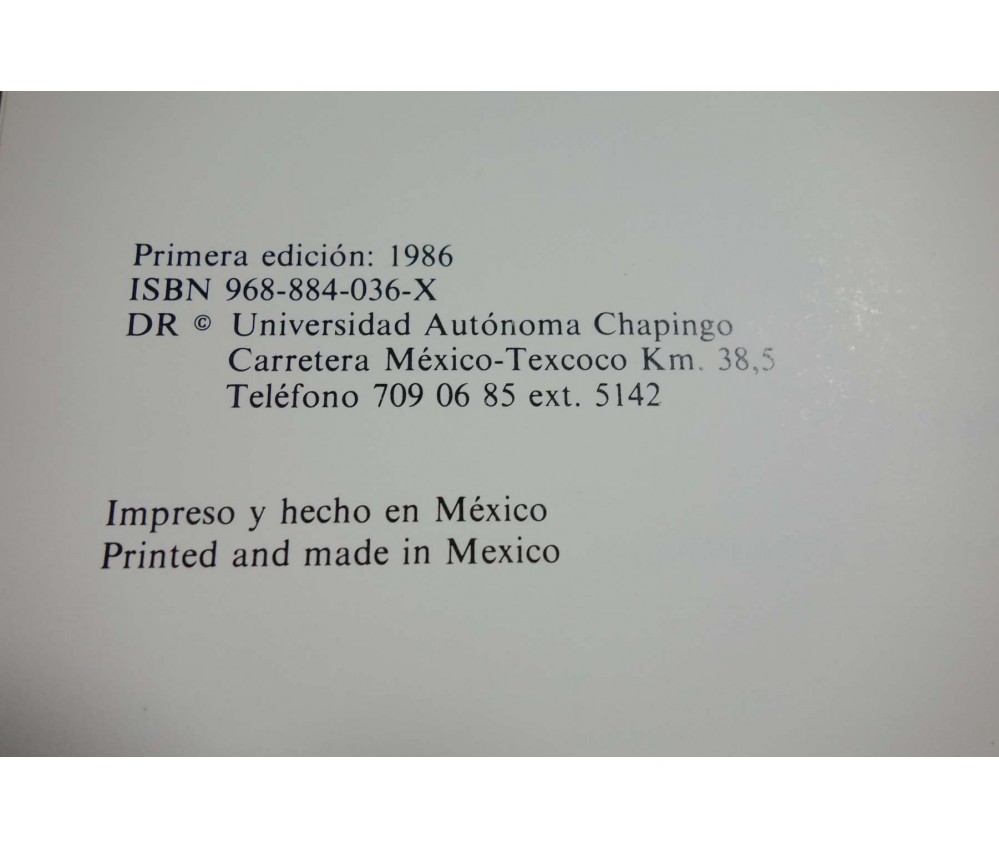 Primera edición: 1986
ISBN 968-884-036-X
DR © Universidad Autónoma Chapingo
Carretera México-Texcoco Km. 38,5
Teléfono 709 06 85 ext. 5142
Impreso y hecho en México
Printed and made in Mexico